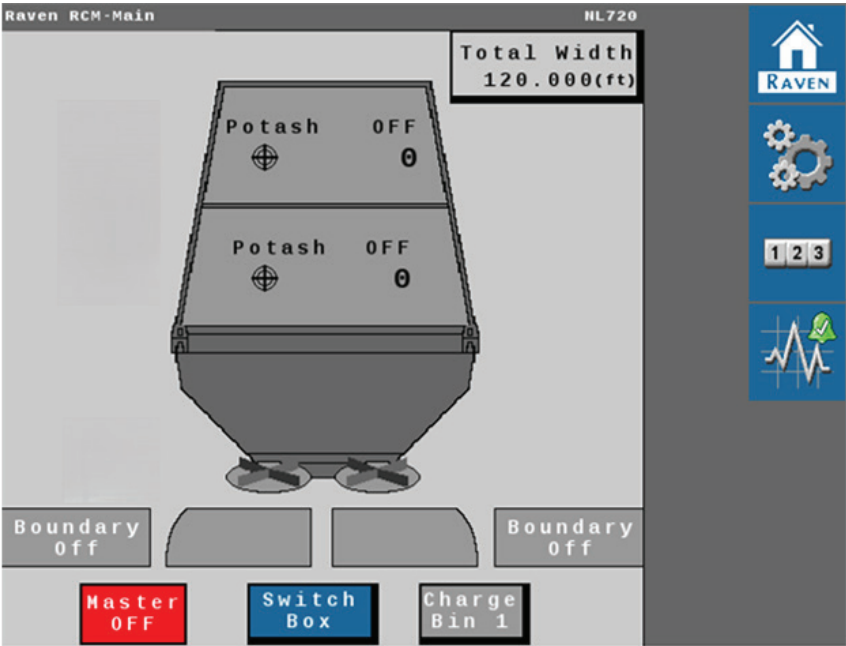 Raven RCM-Main NL720
Total Width
120.000(ft)
RAVEN
Potash OFF
0
Potash OFF
0
1 2 3
Boundary
Off
Boundary
Off
Master
OFF
Switch
Box
Charge
Bin 1